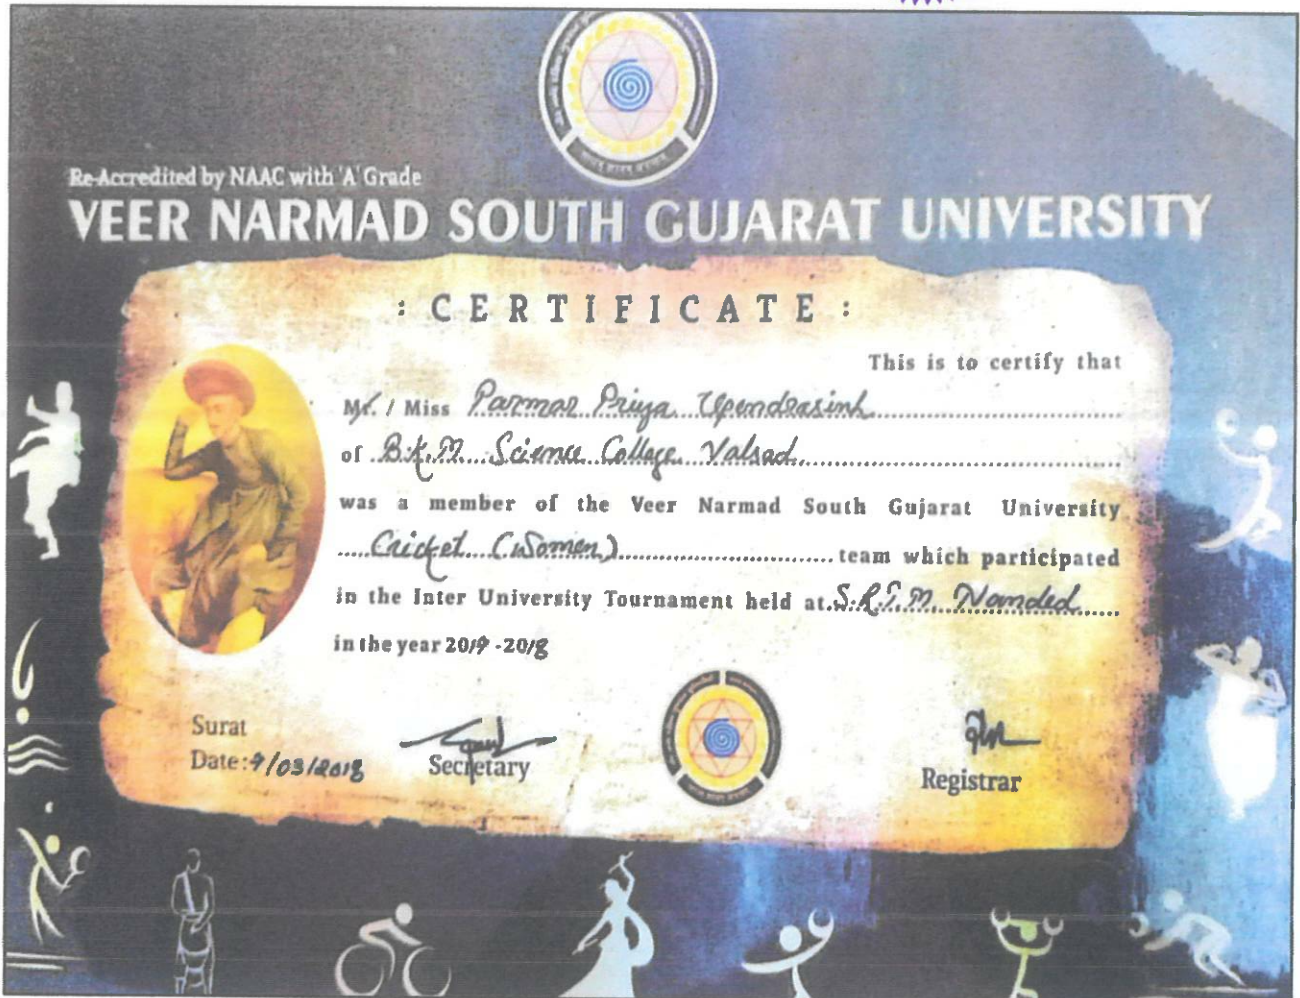 Re-Accredited by NAAC with 'A' Grade
VEER NARMAD SOUTH GUJARAT UNIVERSITY
: CERTIFICATE :
This is to certify that
Mr. / Miss Parmar Priya Upendrasinh
of B.K.M. Science College Valsad.
was a member of the Veer Narmad South Gujarat University
Cricket (Women) team which participated
in the Inter University Tournament held at S.R.T.M. Nanded
in the year 2017-2018
Surat
Date: 9/03/2018
Secretary
Registrar